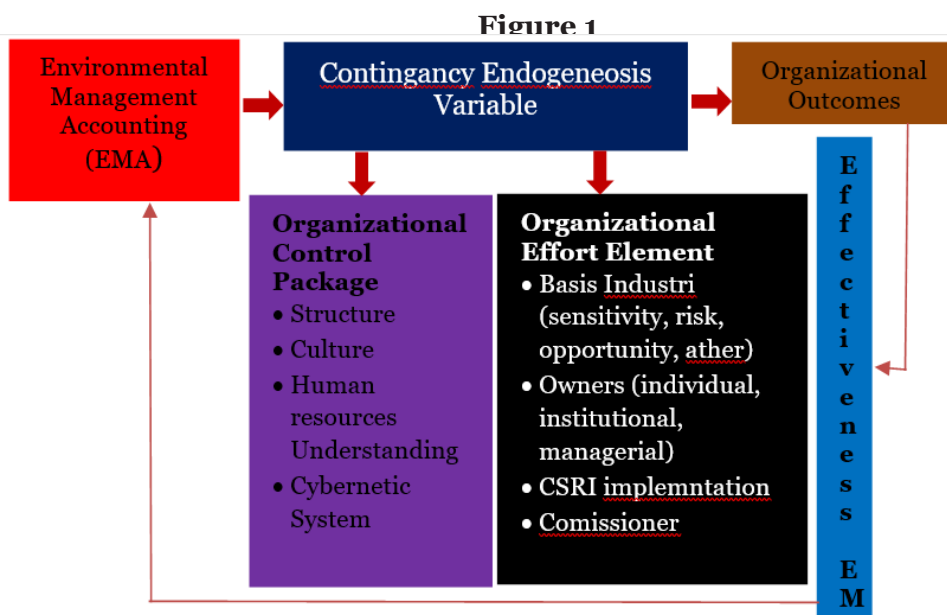 Figure 1
Environmental
Management
Accounting
(EMA)
Contingancy Endogeneosis
Variable
Organizational
Outcomes
Organizational
Control
Package
• Structure
• Culture
• Human
resources
Understanding
• Cybernetic
System
Organizational
Effort Element
• Basis Industri
(sensitivity, risk,
opportunity, ather)
• Owners (individual,
institutional,
managerial)
• CSRI implemntation
• Comissioner
E
f
f
e
c
t
i
v
e
n
e
s
s
E
M